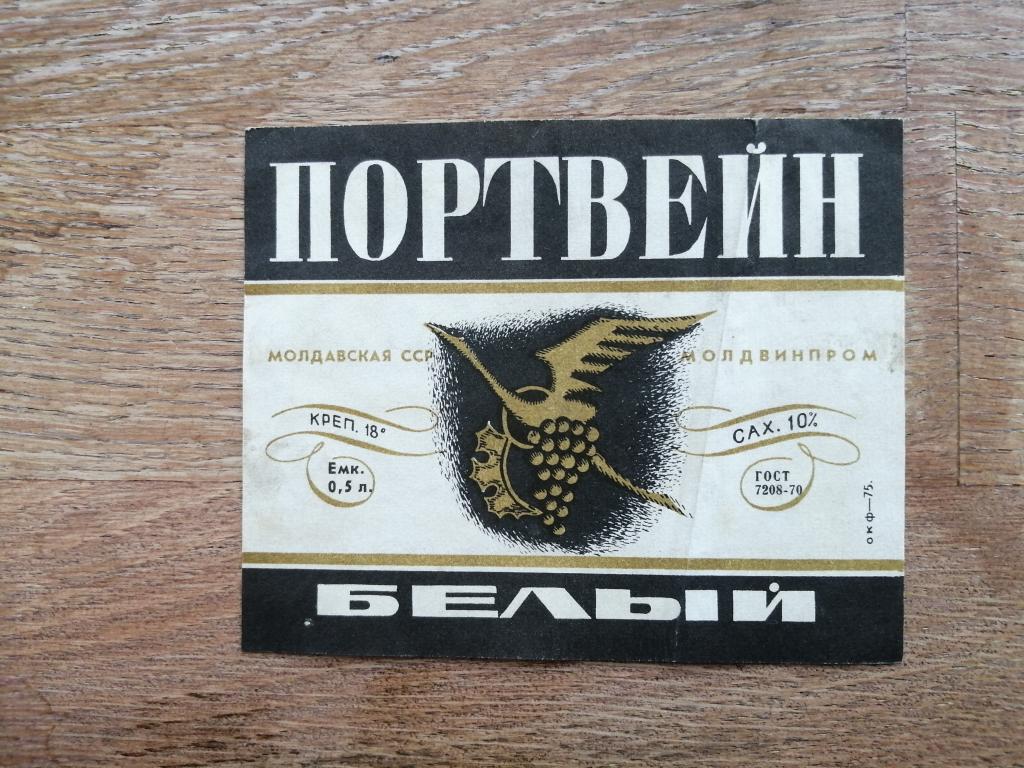 ПОРТВЕЙН
МОЛДАВСКАЯ ССР
МОЛДВИНПРОМ
КРЕП. 18°
САХ. 10%
Емк.
0,5 л.
ГОСТ
7208-70
ОКФ—75.
БЕЛЫЙ